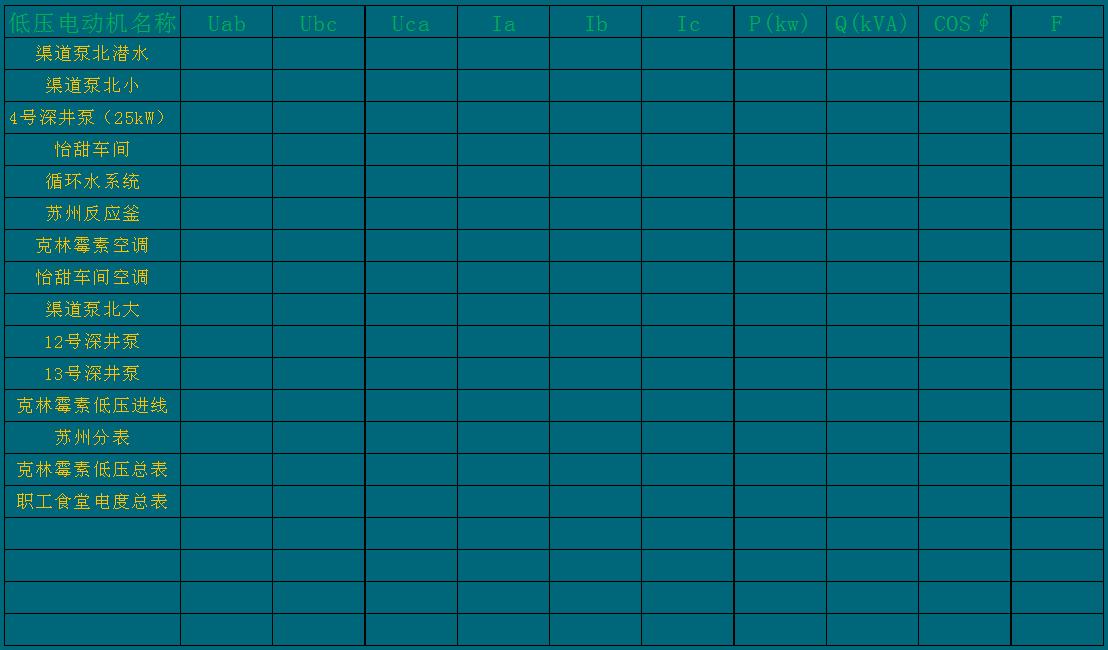 低压电动机名称 Uab Ubc Uca Ia Ib Ic P(kw) Q(kVA) COS∮ F
渠道泵北潜水
渠道泵北小
4号深井泵（25kW）
怡甜车间
循环水系统
苏州反应釜
克林霉素空调
怡甜车间空调
渠道泵北大
12号深井泵
13号深井泵
克林霉素低压进线
苏州分表
克林霉素低压总表
职工食堂电度总表